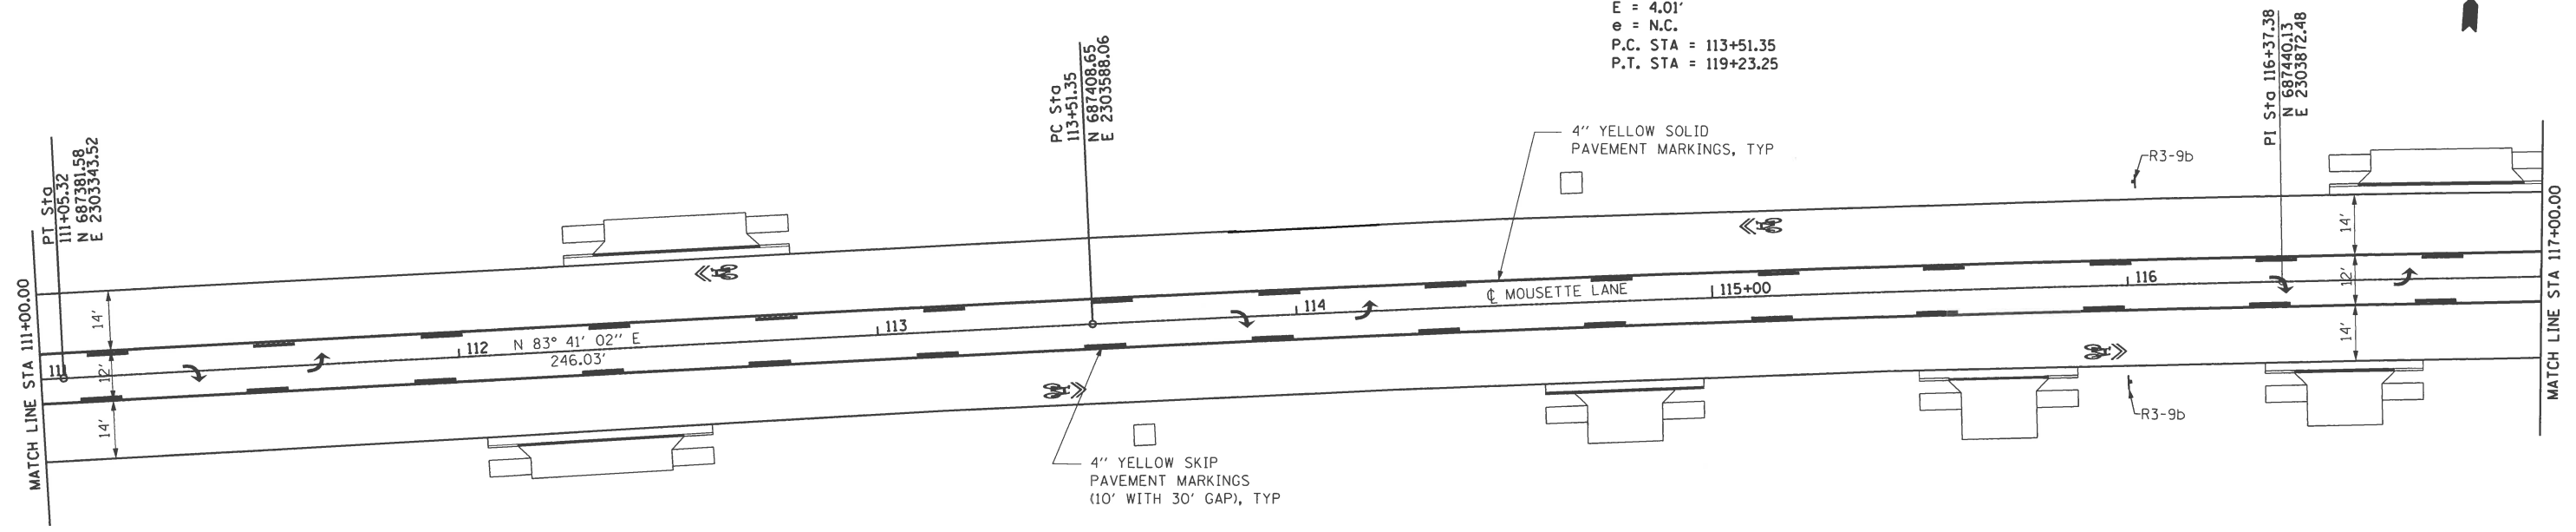 E = 4.01'
e = N.C.
P.C. STA = 113+51.35
P.T. STA = 119+23.25
PT Sta
111+05.32
N 687381.58
E 2303343.52
PC Sta
113+51.35
N 687408.65
E 2303588.06
PI Sta 116+37.38
N 687440.13
E 2303872.48
4" YELLOW SOLID
PAVEMENT MARKINGS, TYP
R3-9b
MATCH LINE STA 111+00.00
14'
12'
14'
111
112
N 83° 41' 02" E
246.03'
113
114
℄ MOUSETTE LANE
115+00
116
14'
12'
14'
MATCH LINE STA 117+00.00
R3-9b
4" YELLOW SKIP
PAVEMENT MARKINGS
(10' WITH 30' GAP), TYP